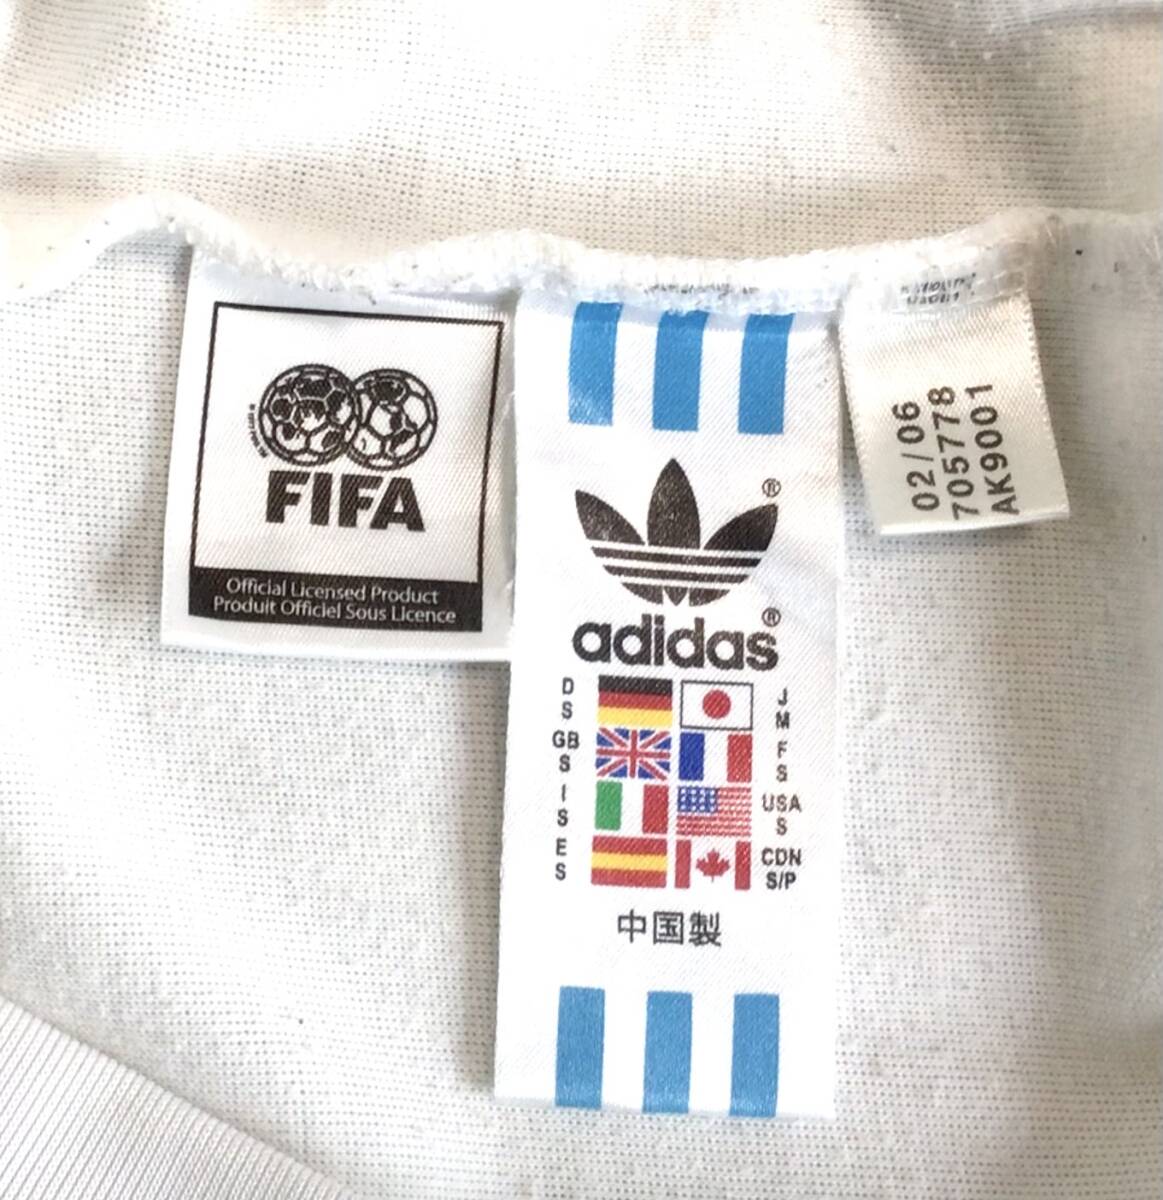 FIFA
Official Licensed Product
Produit Officiel Sous Licence
®
adidas®
D
S
J
M
GB
S
F
S
I
S
USA
S
E
S
CDN
S/P
中国製
02/06
705778
AK9001